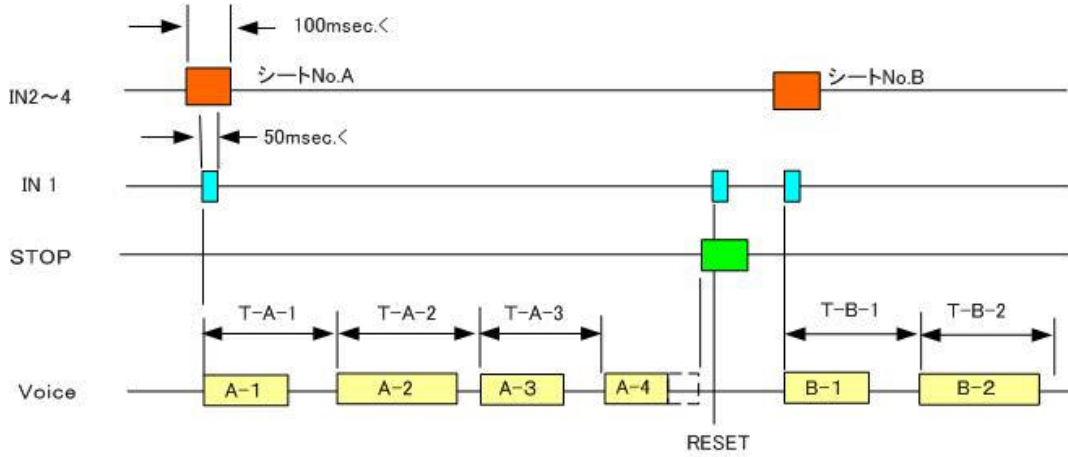 100msec.<
シートNo.A
シートNo.B
IN2～4
50msec.<
IN 1
STOP
T-A-1
T-A-2
T-A-3
T-B-1
T-B-2
Voice
A-1
A-2
A-3
A-4
B-1
B-2
RESET